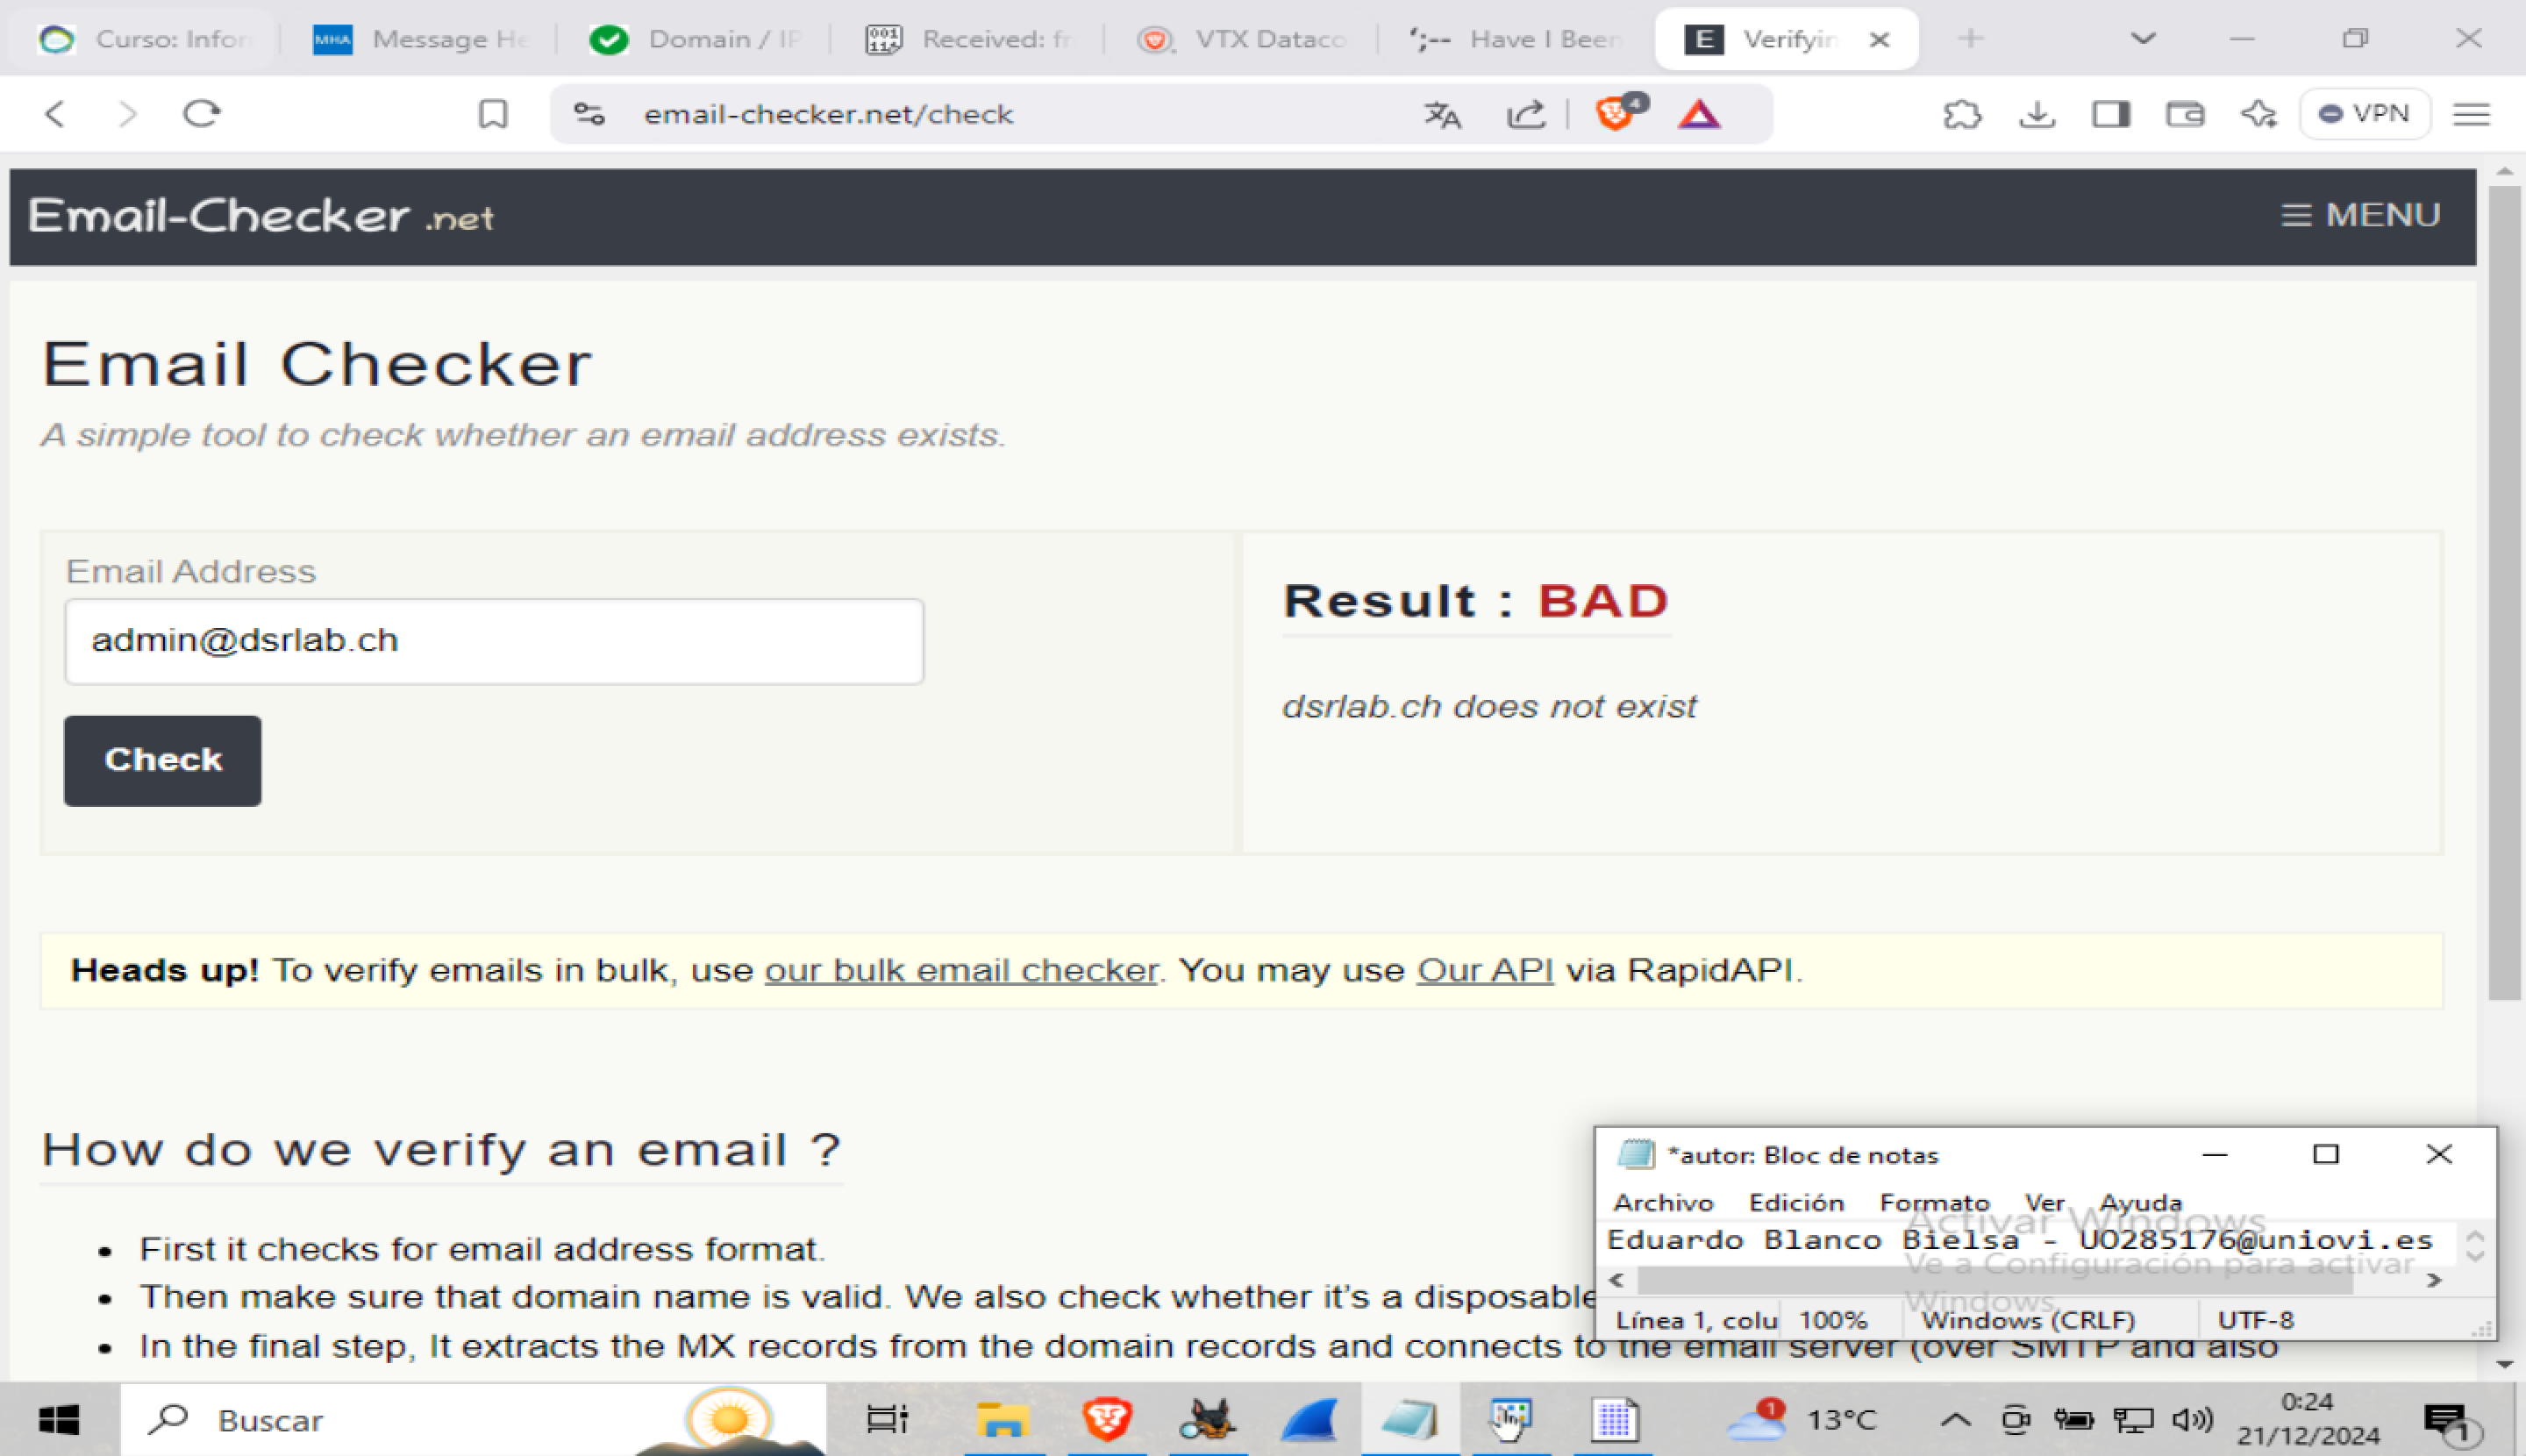 Curso: Infor
MHA Message He
Domain / IP
Received: fr
VTX Dataco
';-- Have I Been
E Verifyin
email-checker.net/check
4
VPN
Email-Checker .net
MENU
Email Checker
A simple tool to check whether an email address exists.
Email Address
admin@dsrlab.ch
Check
Result : BAD
dsrlab.ch does not exist
Heads up! To verify emails in bulk, use our bulk email checker. You may use Our API via RapidAPI.
How do we verify an email ?
First it checks for email address format.
Then make sure that domain name is valid. We also check whether it's a disposable
In the final step, It extracts the MX records from the domain records and connects to the email server (over SMTP and also
*autor: Bloc de notas
Archivo Edición Formato Ver Ayuda
Eduardo Blanco Bielsa - UO285176@uniovi.es
Activar Windows
Ve a Configuración para activar
Windows.
Línea 1, colu 100% Windows (CRLF) UTF-8
Buscar
1
13°C
0:24
21/12/2024
1